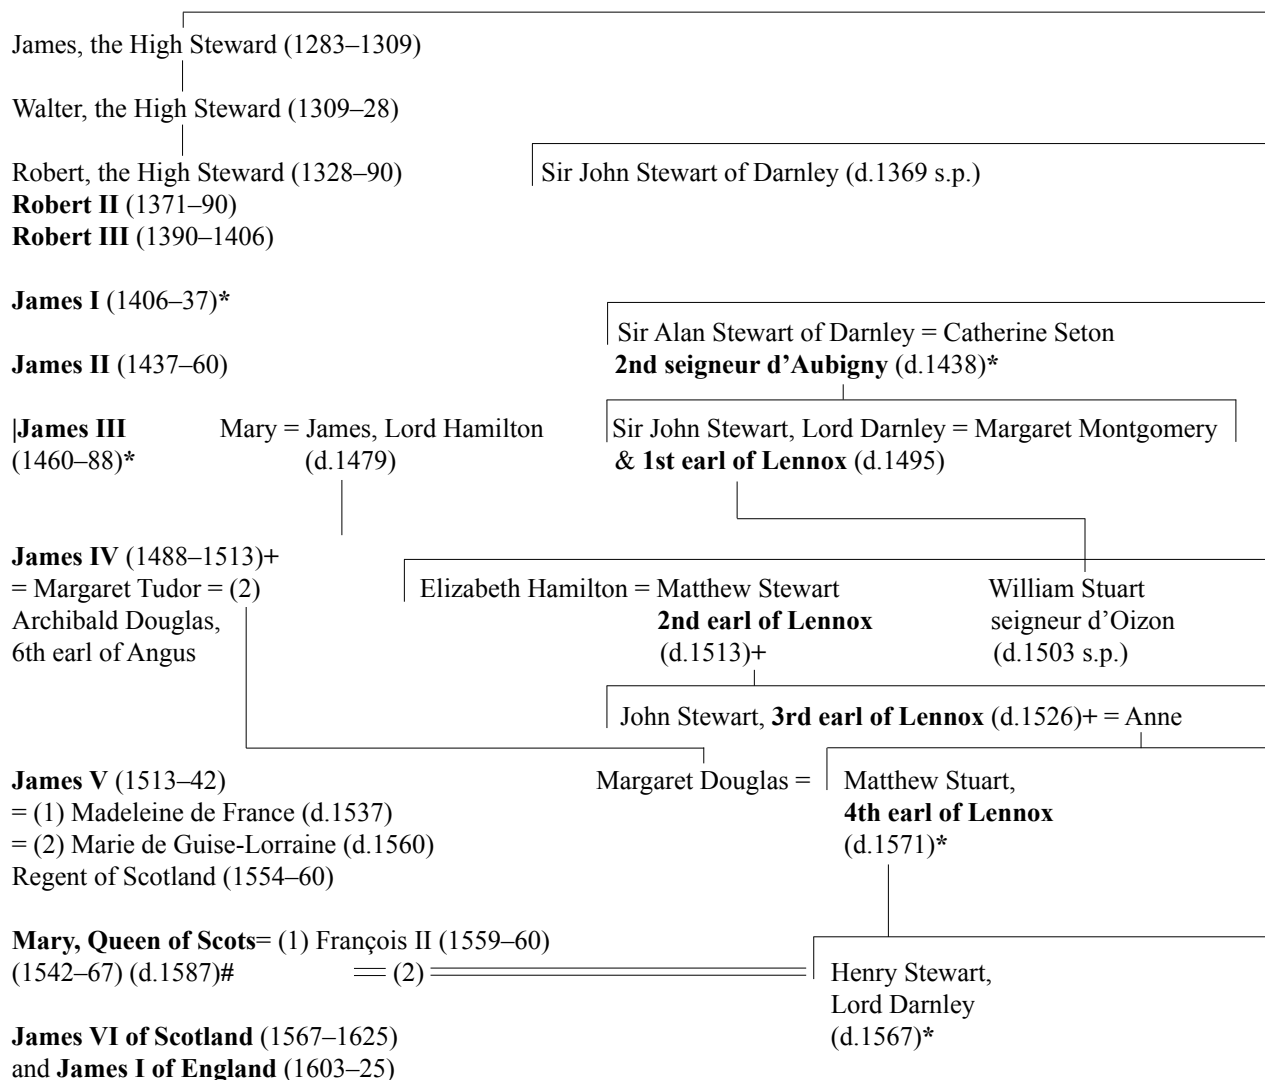 James, the High Steward (1283–1309)
Walter, the High Steward (1309–28)
Robert, the High Steward (1328–90)
Sir John Stewart of Darnley (d.1369 s.p.)
Robert II (1371–90)
Robert III (1390–1406)
James I (1406–37)*
Sir Alan Stewart of Darnley = Catherine Seton
James II (1437–60)
2nd seigneur d’Aubigny (d.1438)*
|James III
Mary = James, Lord Hamilton
Sir John Stewart, Lord Darnley = Margaret Montgomery
(1460–88)*
(d.1479)
& 1st earl of Lennox (d.1495)
James IV (1488–1513)+
= Margaret Tudor = (2)
Elizabeth Hamilton = Matthew Stewart
William Stuart
Archibald Douglas,
2nd earl of Lennox
seigneur d’Oizon
6th earl of Angus
(d.1513)+
(d.1503 s.p.)
John Stewart, 3rd earl of Lennox (d.1526)+ = Anne
James V (1513–42)
Margaret Douglas =
Matthew Stuart,
= (1) Madeleine de France (d.1537)
4th earl of Lennox
= (2) Marie de Guise-Lorraine (d.1560)
(d.1571)*
Regent of Scotland (1554–60)
Mary, Queen of Scots= (1) François II (1559–60)
(1542–67) (d.1587)#
(2)
Henry Stewart,
Lord Darnley
James VI of Scotland (1567–1625)
(d.1567)*
and James I of England (1603–25)